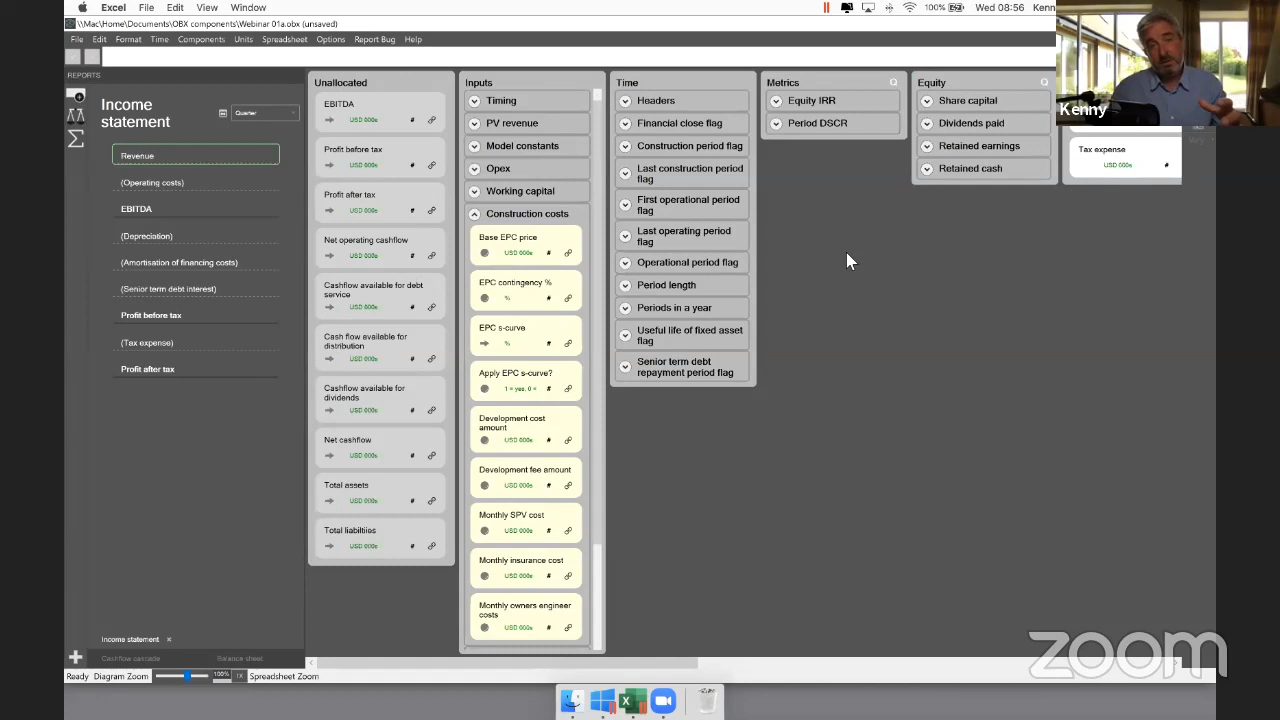 Excel File Edit View Window
100% Wed 08:56 Kenn
\\Mac\Home\Documents\OBX components\Webinar 01a.obx (unsaved)
File Edit Format Time Components Units Spreadsheet Options Report Bug Help
Kenny
REPORTS
Income statement
Quarter
Revenue
(Operating costs)
EBITDA
(Depreciation)
(Amortisation of financing costs)
(Senior term debt interest)
Profit before tax
(Tax expense)
Profit after tax
Income statement ×
Cashflow cascade Balance sheet
Unallocated
EBITDA
USD 000s #
Profit before tax
USD 000s #
Profit after tax
USD 000s #
Net operating cashflow
USD 000s #
Cashflow available for debt
service
USD 000s #
Cash flow available for
distribution
USD 000s #
Cashflow available for
dividends
USD 000s #
Net cashflow
USD 000s #
Total assets
USD 000s #
Total liabiltiies
USD 000s #
Inputs
Timing
PV revenue
Model constants
Opex
Working capital
Construction costs
Base EPC price
USD 000s #
EPC contingency %
% #
EPC s-curve
% #
Apply EPC s-curve?
1 = yes, 0 = #
Development cost
amount
USD 000s #
Development fee amount
USD 000s #
Monthly SPV cost
USD 000s #
Monthly insurance cost
USD 000s #
Monthly owners engineer
costs
USD 000s #
Time
Headers
Financial close flag
Construction period flag
Last construction period
flag
First operational period
flag
Last operating period
flag
Operational period flag
Period length
Periods in a year
Useful life of fixed asset
flag
Senior term debt
repayment period flag
Metrics
Equity IRR
Period DSCR
Equity
Share capital
Dividends paid
Retained earnings
Retained cash
Tax expense
USD 000s #
Ready Diagram Zoom 100% 1X Spreadsheet Zoom
zoom